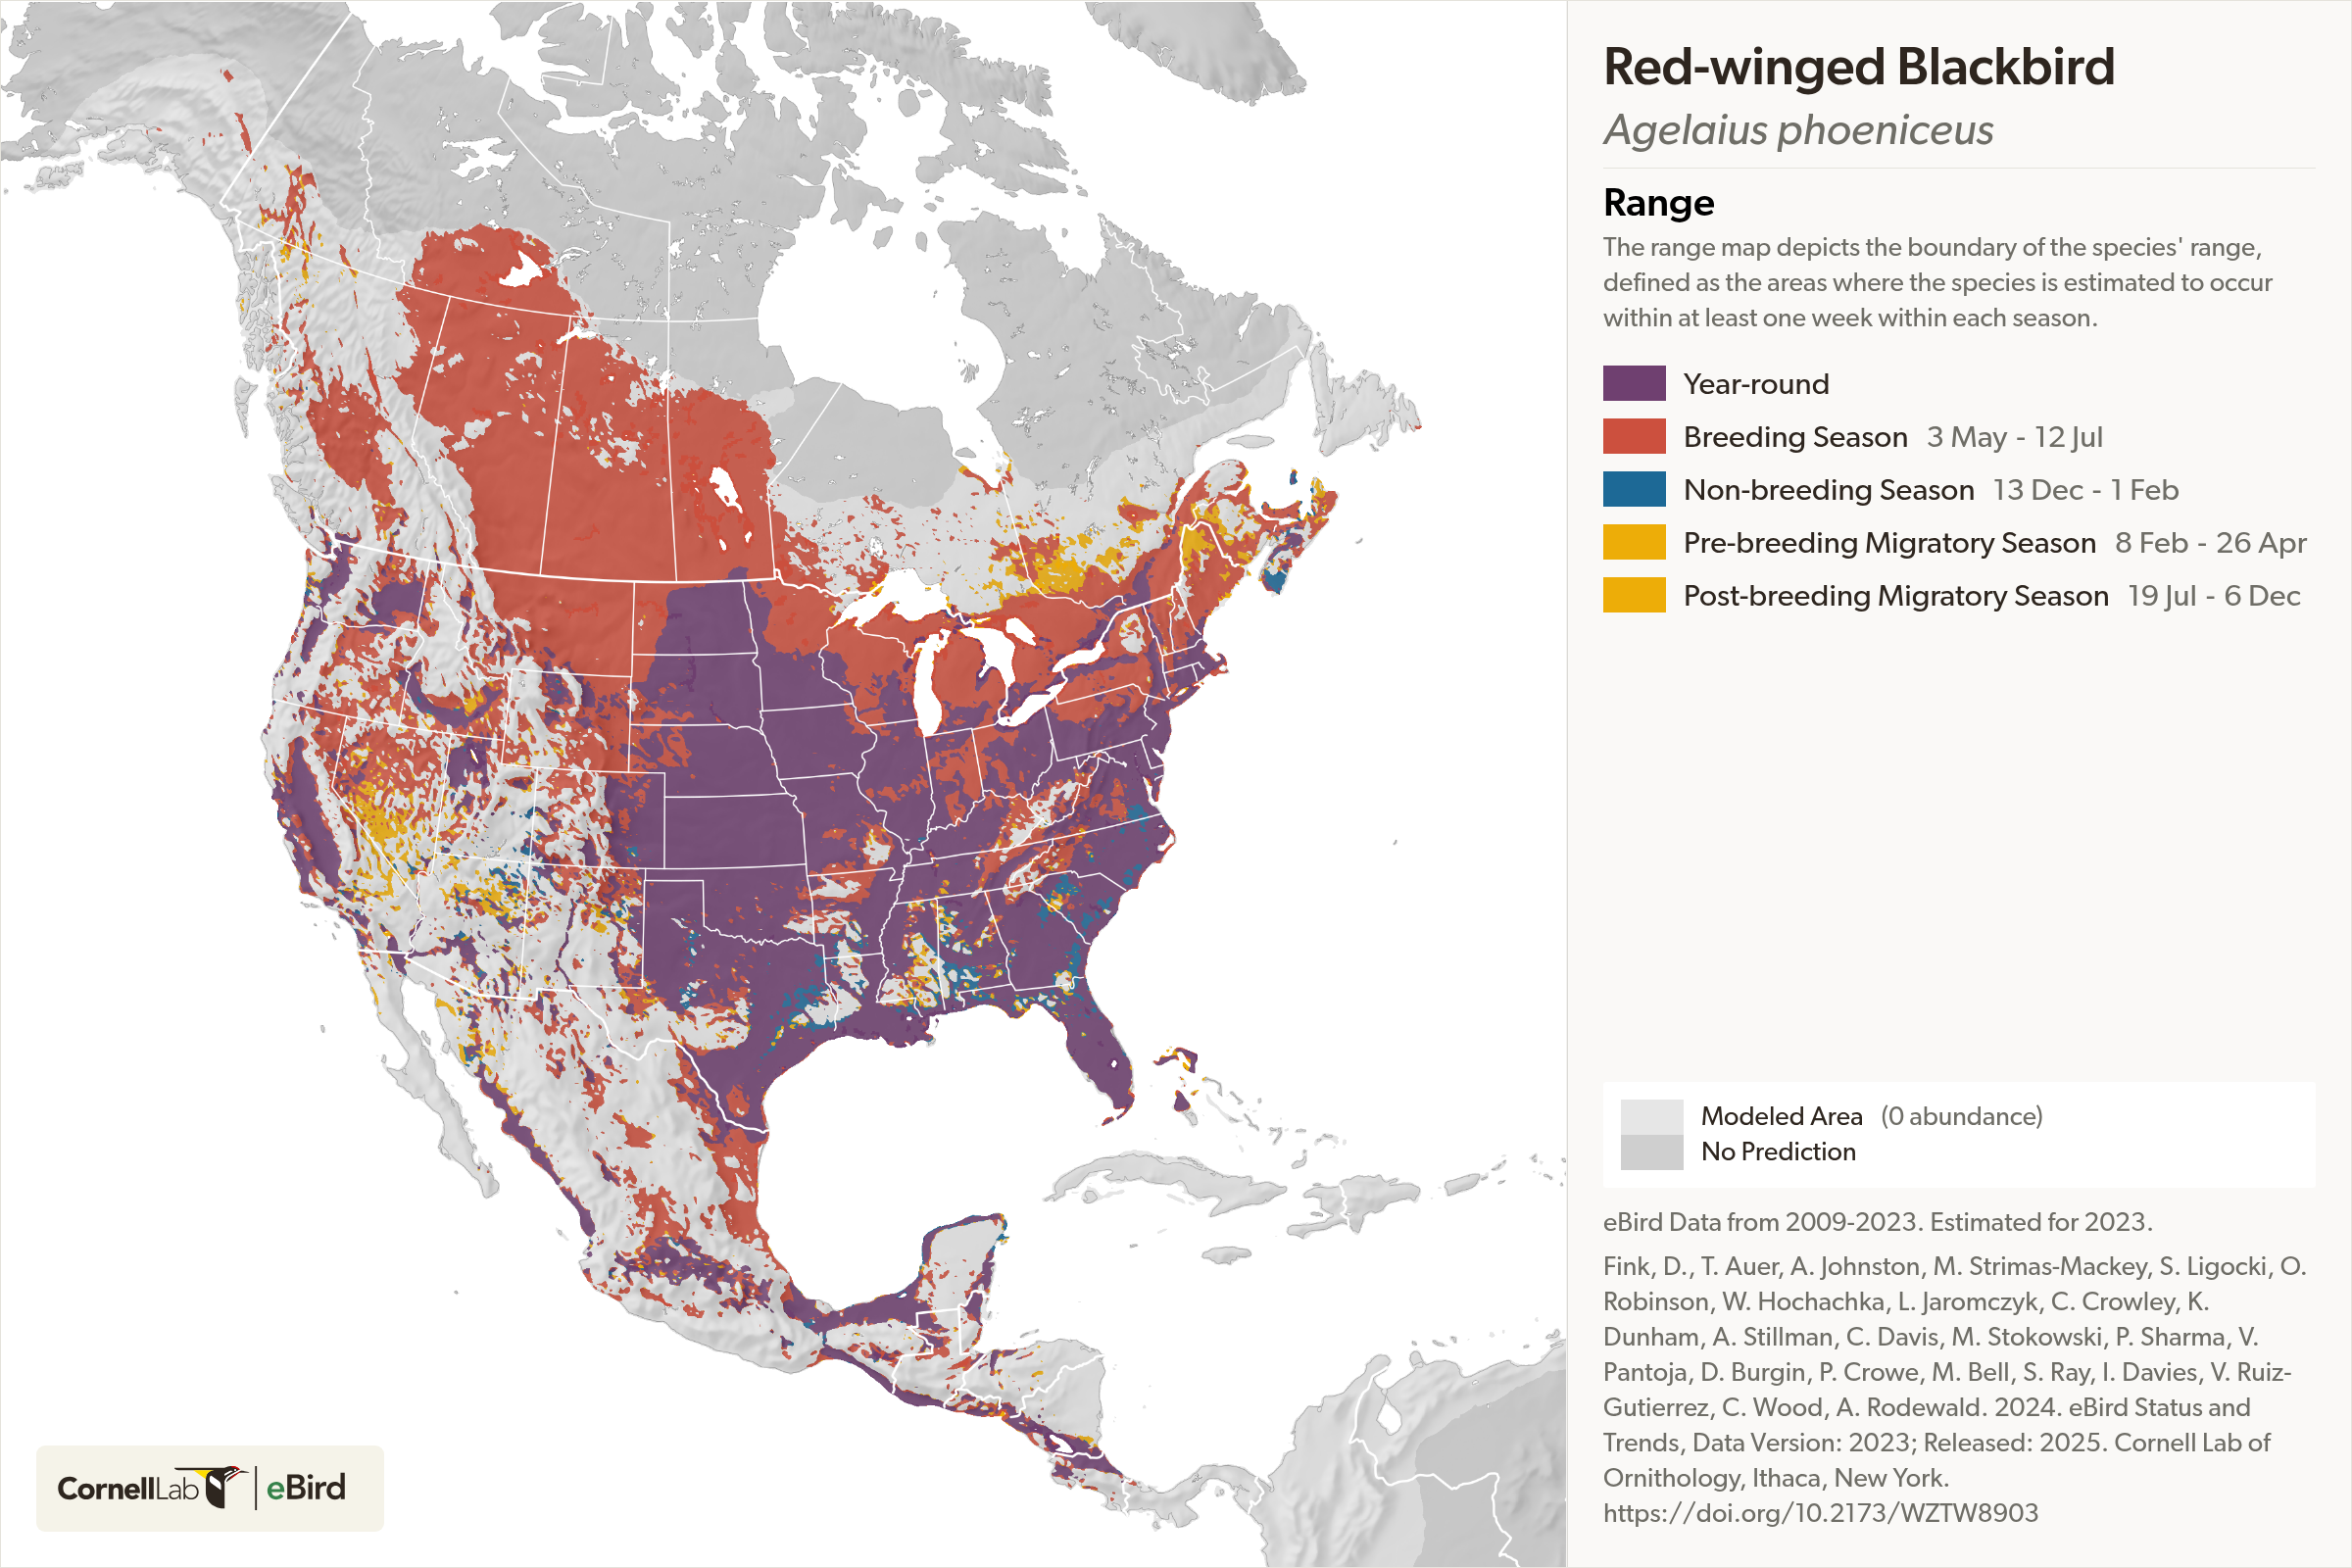 Red-winged Blackbird
Agelaius phoeniceus
Range
The range map depicts the boundary of the species' range,
defined as the areas where the species is estimated to occur
within at least one week within each season.
Year-round
Breeding Season 3 May - 12 Jul
Non-breeding Season 13 Dec - 1 Feb
Pre-breeding Migratory Season 8 Feb - 26 Apr
Post-breeding Migratory Season 19 Jul - 6 Dec
Modeled Area (0 abundance)
No Prediction
eBird Data from 2009-2023. Estimated for 2023.
Fink, D., T. Auer, A. Johnston, M. Strimas-Mackey, S. Ligocki, O.
Robinson, W. Hochachka, L. Jaromczyk, C. Crowley, K.
Dunham, A. Stillman, C. Davis, M. Stokowski, P. Sharma, V.
Pantoja, D. Burgin, P. Crowe, M. Bell, S. Ray, I. Davies, V. Ruiz-
Gutierrez, C. Wood, A. Rodewald. 2024. eBird Status and
Trends, Data Version: 2023; Released: 2025. Cornell Lab of
Ornithology, Ithaca, New York.
https://doi.org/10.2173/WZTW8903
CornellLab eBird